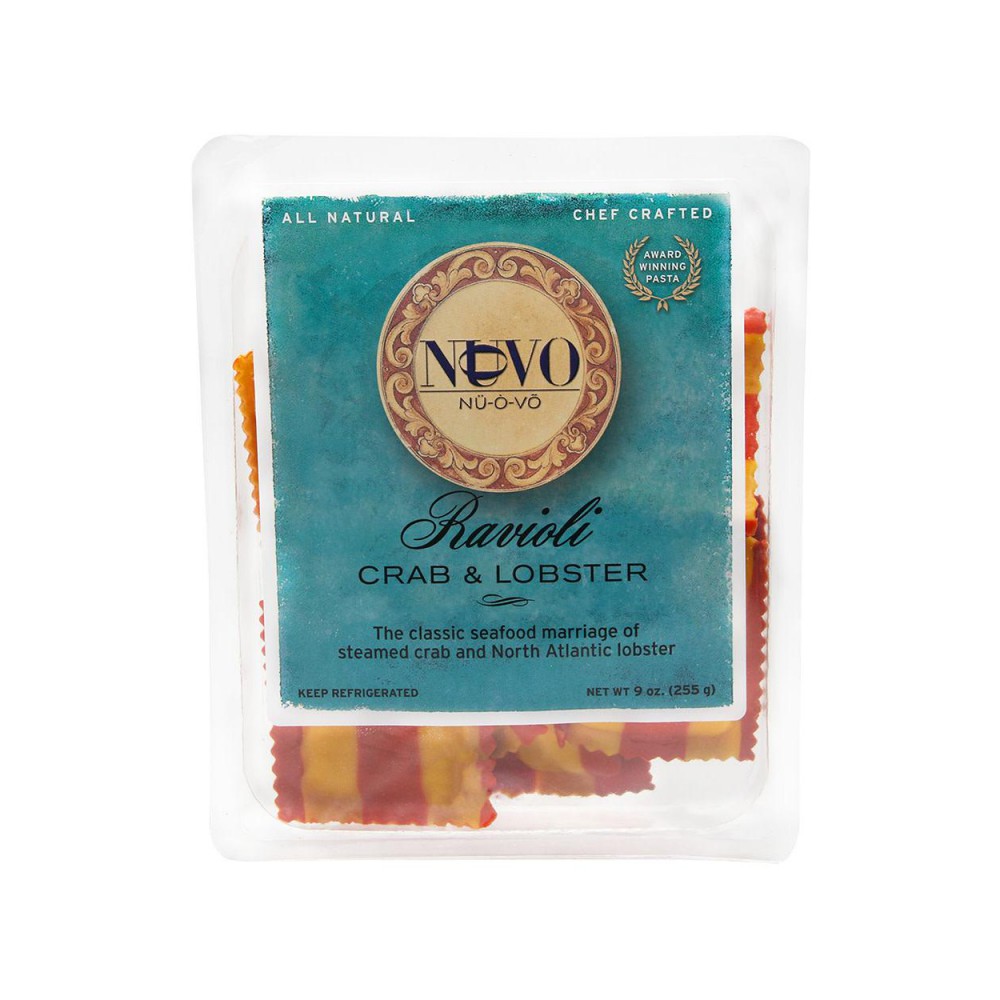 ALL NATURAL
CHEF CRAFTED
AWARD
WINNING
PASTA
NUOVO
NÜ-Ò-VÕ
Ravioli
CRAB & LOBSTER
The classic seafood marriage of
steamed crab and North Atlantic lobster
KEEP REFRIGERATED
NET WT 9 oz. (255 g)